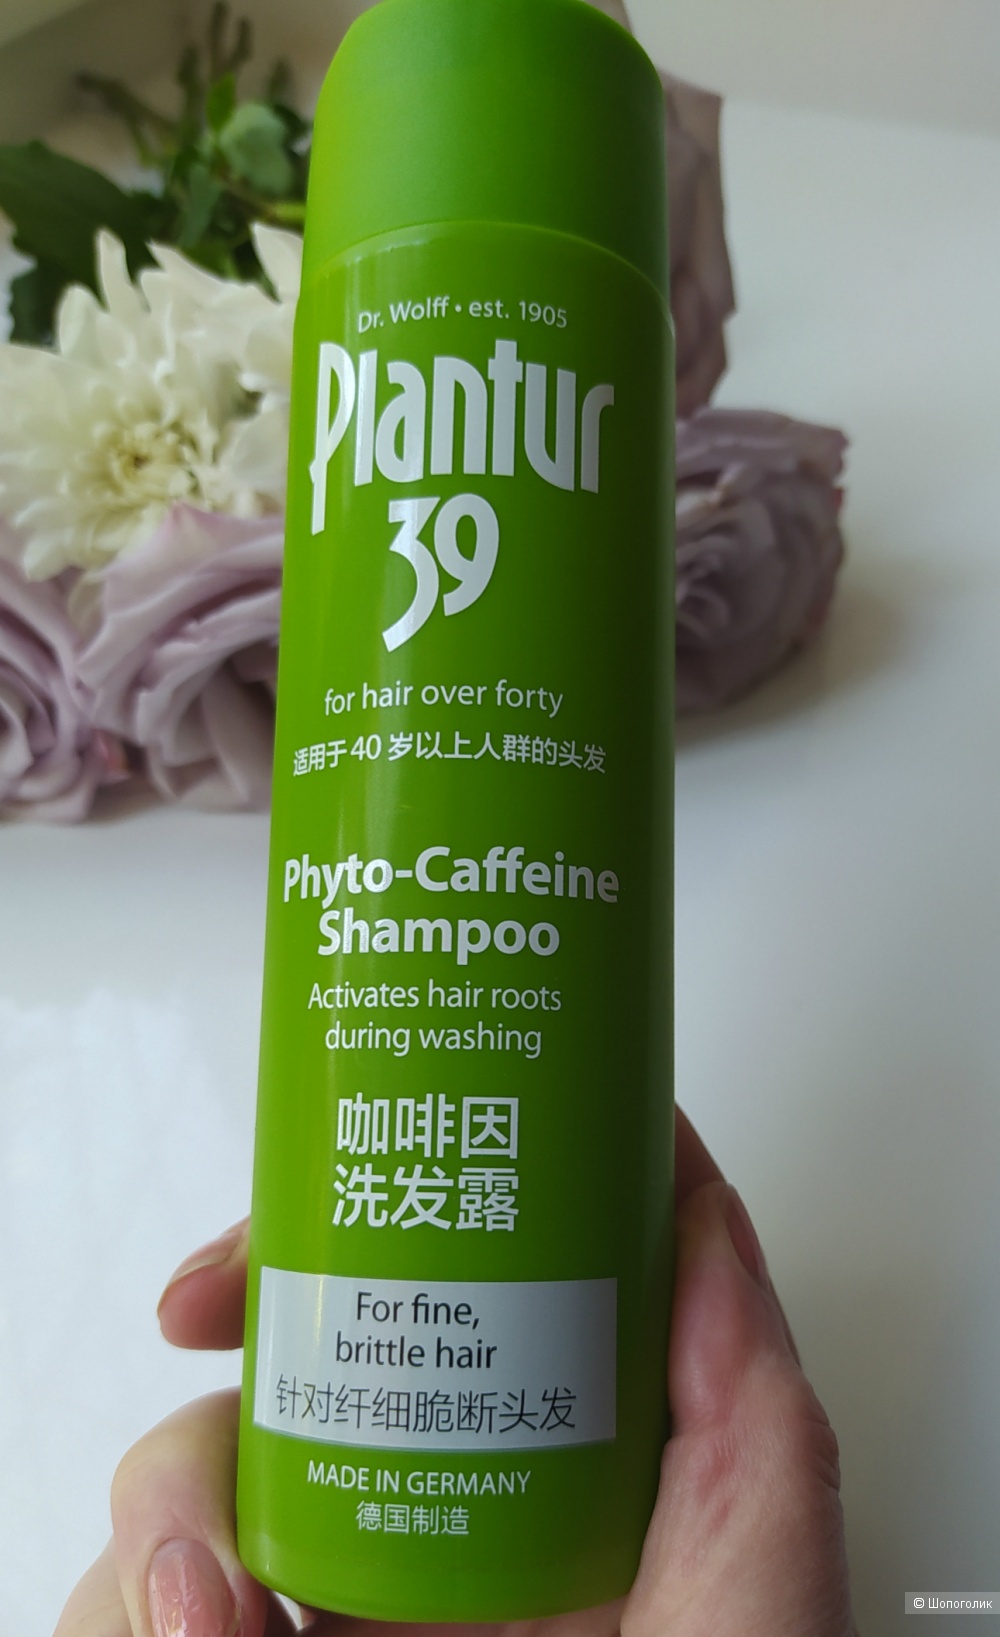 Dr. Wolff • est. 1905
Plantur
39
for hair over forty
适用于 40 岁以上人群的头发
Phyto-Caffeine
Shampoo
Activates hair roots
during washing
咖啡因
洗发露
For fine,
brittle hair
针对纤细脆断头发
MADE IN GERMANY
德国制造
© Шопоголик